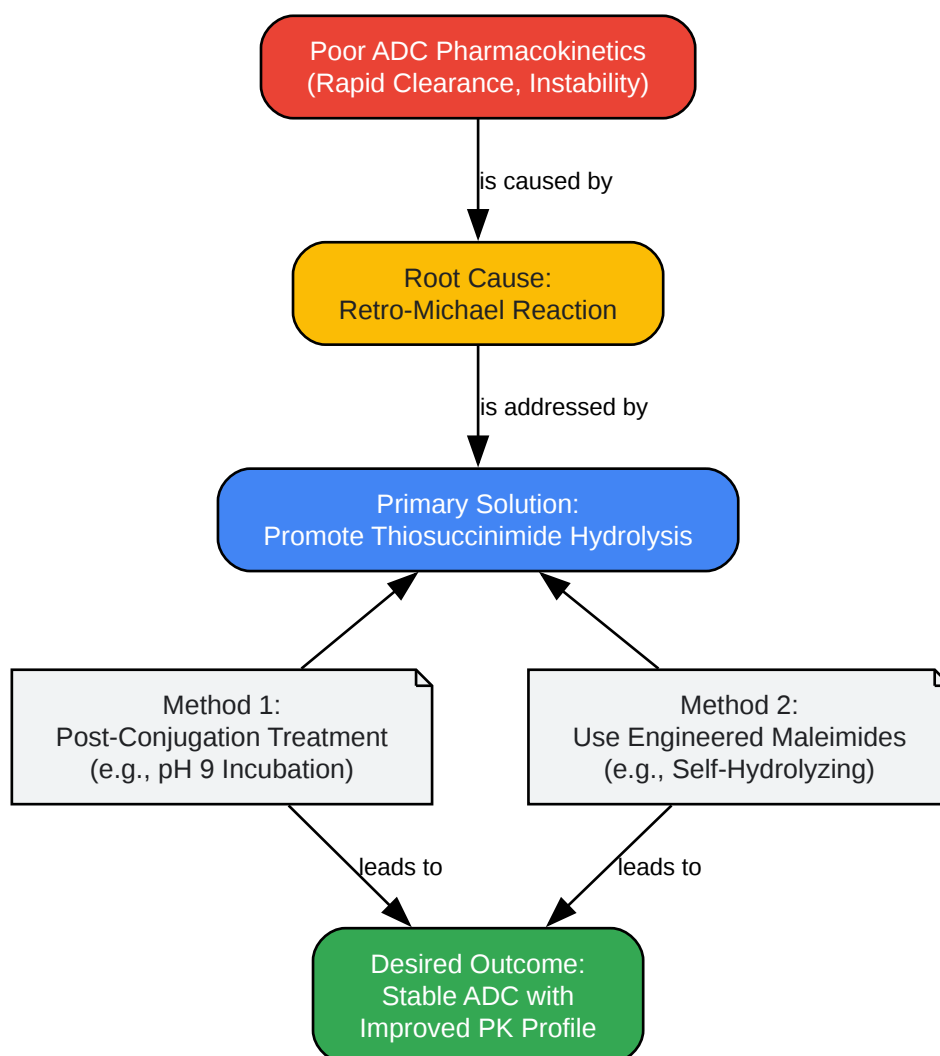 Poor ADC Pharmacokinetics
(Rapid Clearance, Instability)
is caused by
Root Cause:
Retro-Michael Reaction
is addressed by
Primary Solution:
Promote Thiosuccinimide Hydrolysis
Method 1:
Post-Conjugation Treatment
(e.g., pH 9 Incubation)
Method 2:
Use Engineered Maleimides
(e.g., Self-Hydrolyzing)
leads to
leads to
Desired Outcome:
Stable ADC with
Improved PK Profile